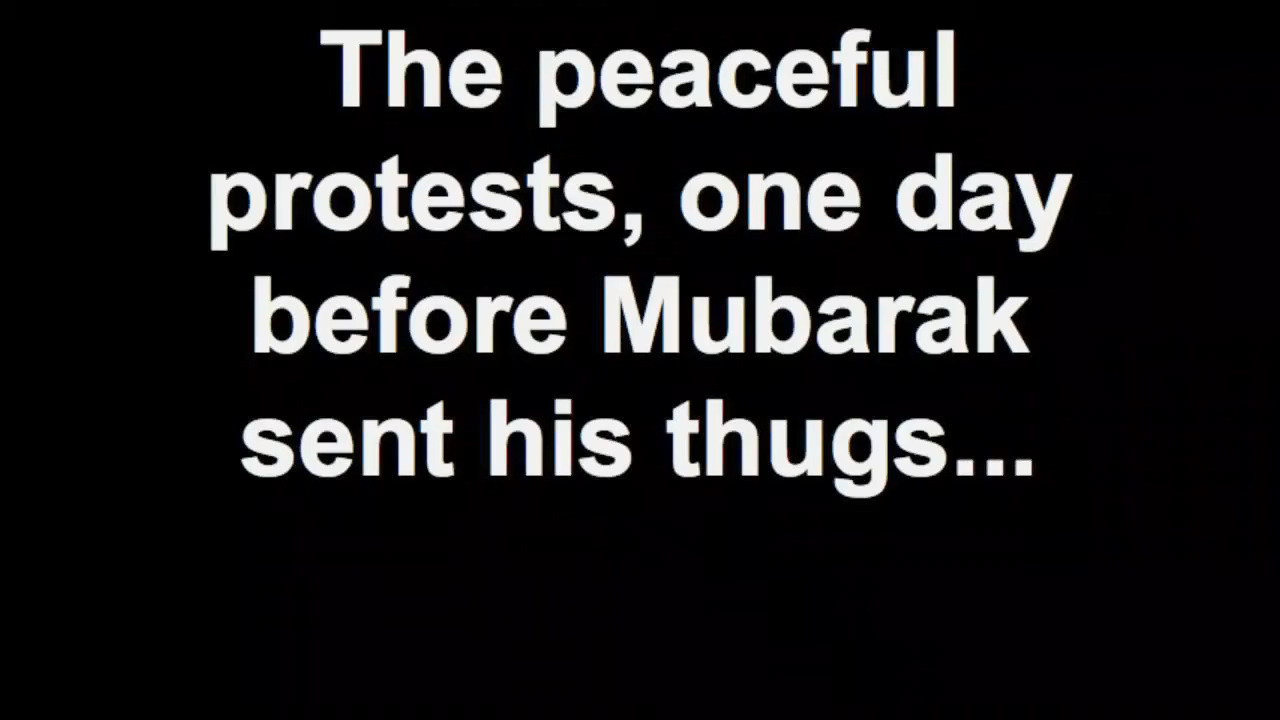 The peaceful
protests, one day
before Mubarak
sent his thugs...